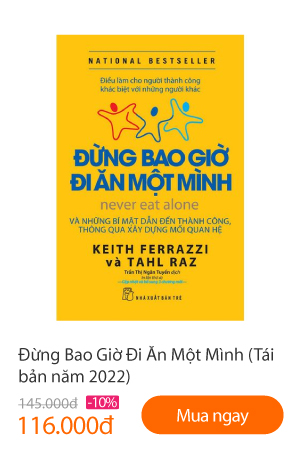 NATIONAL BESTSELLER
Điều làm cho người thành công
khác biệt với những người khác
ĐỪNG BAO GIỜ
ĐI ĂN MỘT MÌNH
never eat alone
VÀ NHỮNG BÍ MẬT DẪN ĐẾN THÀNH CÔNG,
THÔNG QUA XÂY DỰNG MỐI QUAN HỆ
KEITH FERRAZZI
và TAHL RAZ
Trần Thị Ngân Tuyến dịch
NHÀ XUẤT BẢN TRẺ
Đừng Bao Giờ Đi Ăn Một Mình (Tái
bản năm 2022)
145.000đ -10%
116.000đ
Mua ngay